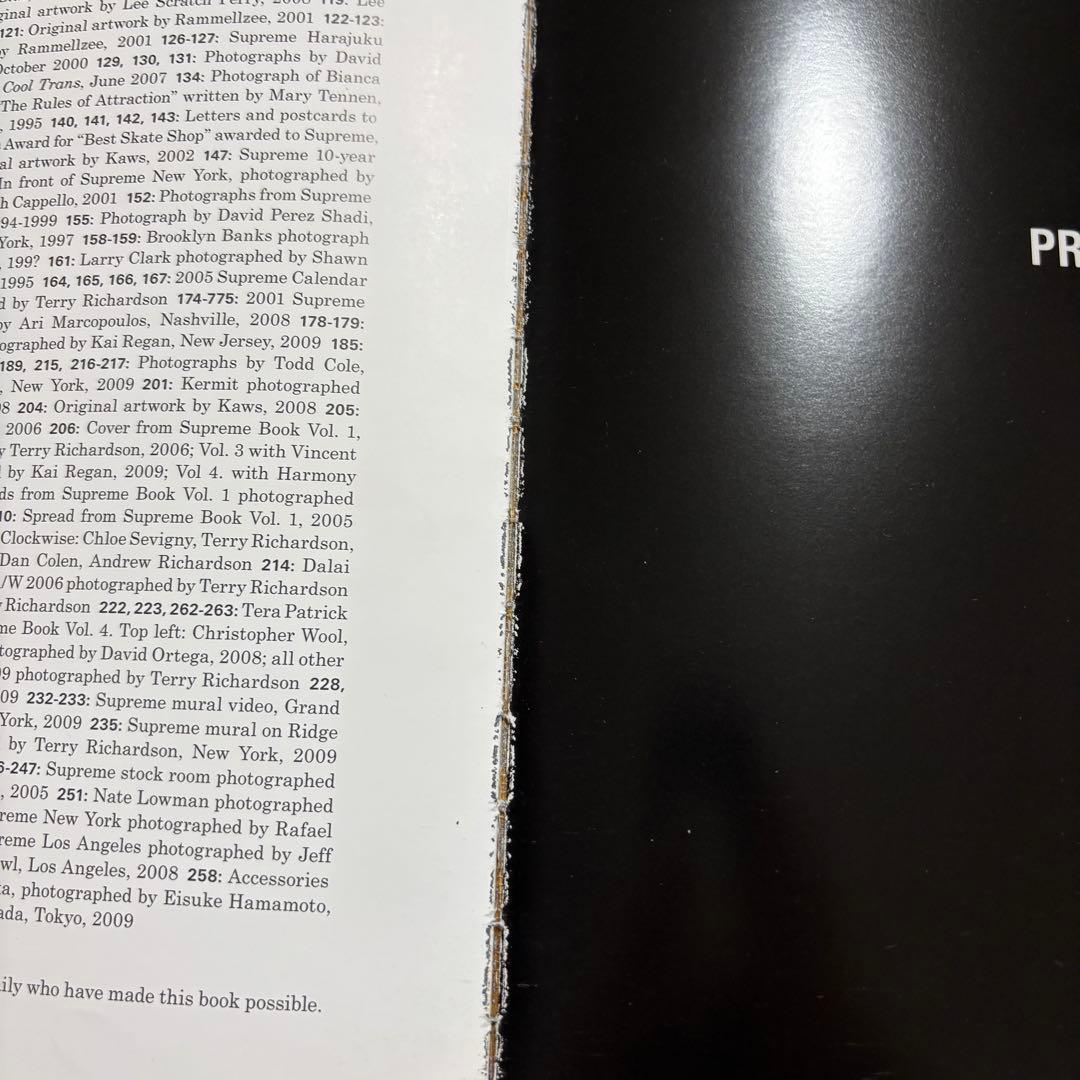 ginal artwork by Lee Scratch Perry, 2008 119: Lee
121: Original artwork by Rammellzee, 2001 122-123:
y Rammellzee, 2001 126-127: Supreme Harajuku
October 2000 129, 130, 131: Photographs by David
Cool Trans, June 2007 134: Photograph of Bianca
"The Rules of Attraction" written by Mary Tennen,
, 1995 140, 141, 142, 143: Letters and postcards to
Award for "Best Skate Shop" awarded to Supreme,
al artwork by Kaws, 2002 147: Supreme 10-year
In front of Supreme New York, photographed by
h Cappello, 2001 152: Photographs from Supreme
94-1999 155: Photograph by David Perez Shadi,
York, 1997 158-159: Brooklyn Banks photograph
, 199? 161: Larry Clark photographed by Shawn
1995 164, 165, 166, 167: 2005 Supreme Calendar
d by Terry Richardson 174-775: 2001 Supreme
by Ari Marcopoulos, Nashville, 2008 178-179:
ographed by Kai Regan, New Jersey, 2009 185:
189, 215, 216-217: Photographs by Todd Cole,
, New York, 2009 201: Kermit photographed
8 204: Original artwork by Kaws, 2008 205:
2006 206: Cover from Supreme Book Vol. 1,
y Terry Richardson, 2006; Vol. 3 with Vincent
by Kai Regan, 2009; Vol 4. with Harmony
ds from Supreme Book Vol. 1 photographed
10: Spread from Supreme Book Vol. 1, 2005
Clockwise: Chloe Sevigny, Terry Richardson,
Dan Colen, Andrew Richardson 214: Dalai
/W 2006 photographed by Terry Richardson
Richardson 222, 223, 262-263: Tera Patrick
me Book Vol. 4. Top left: Christopher Wool,
tographed by David Ortega, 2008; all other
09 photographed by Terry Richardson 228,
09 232-233: Supreme mural video, Grand
York, 2009 235: Supreme mural on Ridge
by Terry Richardson, New York, 2009
6-247: Supreme stock room photographed
, 2005 251: Nate Lowman photographed
reme New York photographed by Rafael
reme Los Angeles photographed by Jeff
wl, Los Angeles, 2008 258: Accessories
ta, photographed by Eisuke Hamamoto,
ada, Tokyo, 2009
ily who have made this book possible.
PR